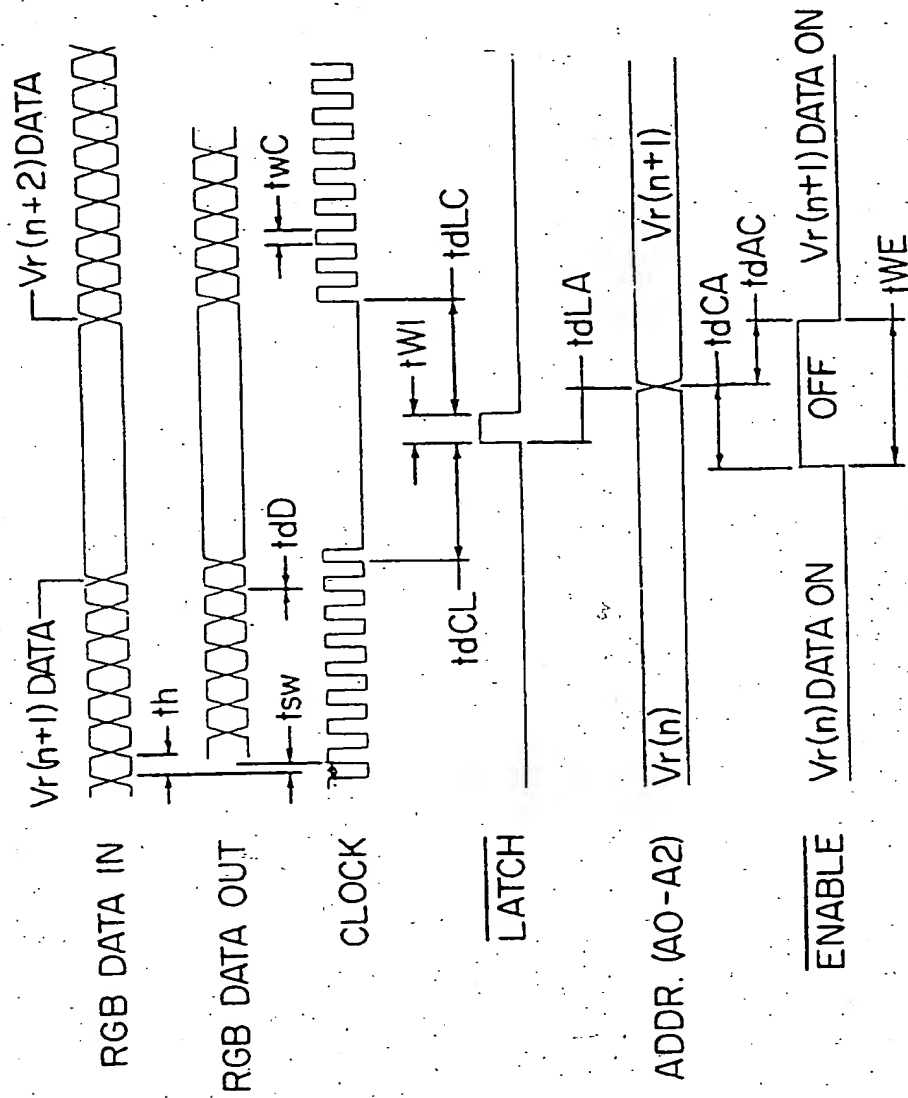 Vr(n+1) DATA
Vr(n+2) DATA
RGB DATA IN
th
RGB DATA OUT
tsw
tdD
twC
CLOCK
tdCL
tWl
tdLC
LATCH
tdLA
ADDR. (A0-A2)
Vr(n)
Vr(n+1)
tdCA
tdAC
ENABLE
Vr(n) DATA ON
OFF
Vr(n+1) DATA ON
tWE